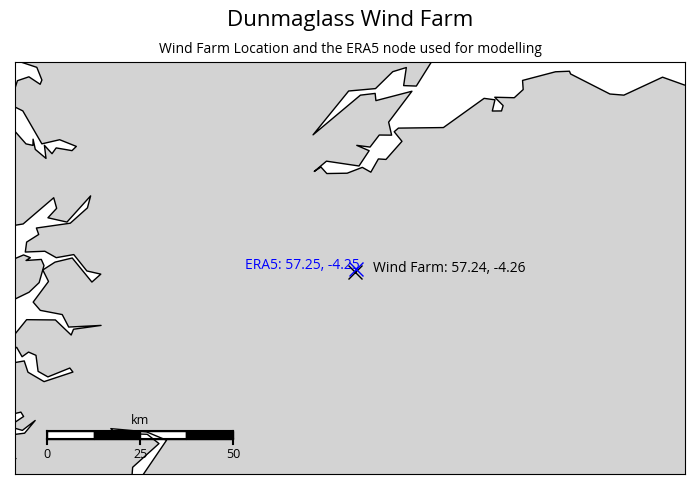 Dunmaglass Wind Farm
Wind Farm Location and the ERA5 node used for modelling
ERA5: 57.25, -4.25
Wind Farm: 57.24, -4.26
km
0 25 50